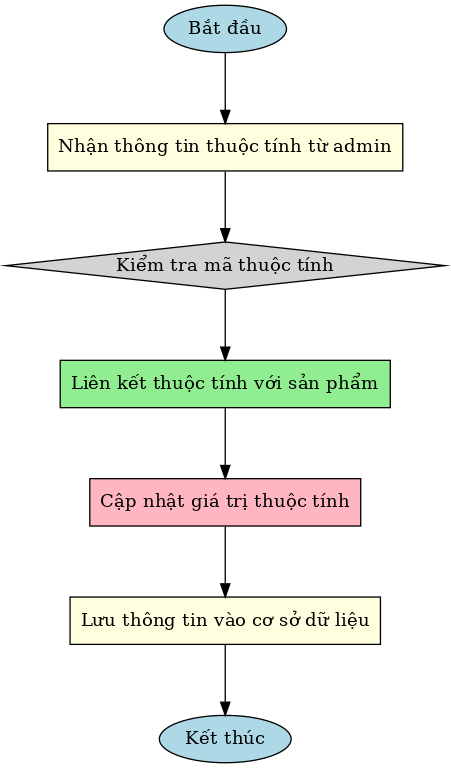 Bắt đầu
Nhận thông tin thuộc tính từ admin
Kiểm tra mã thuộc tính
Liên kết thuộc tính với sản phẩm
Cập nhật giá trị thuộc tính
Lưu thông tin vào cơ sở dữ liệu
Kết thúc